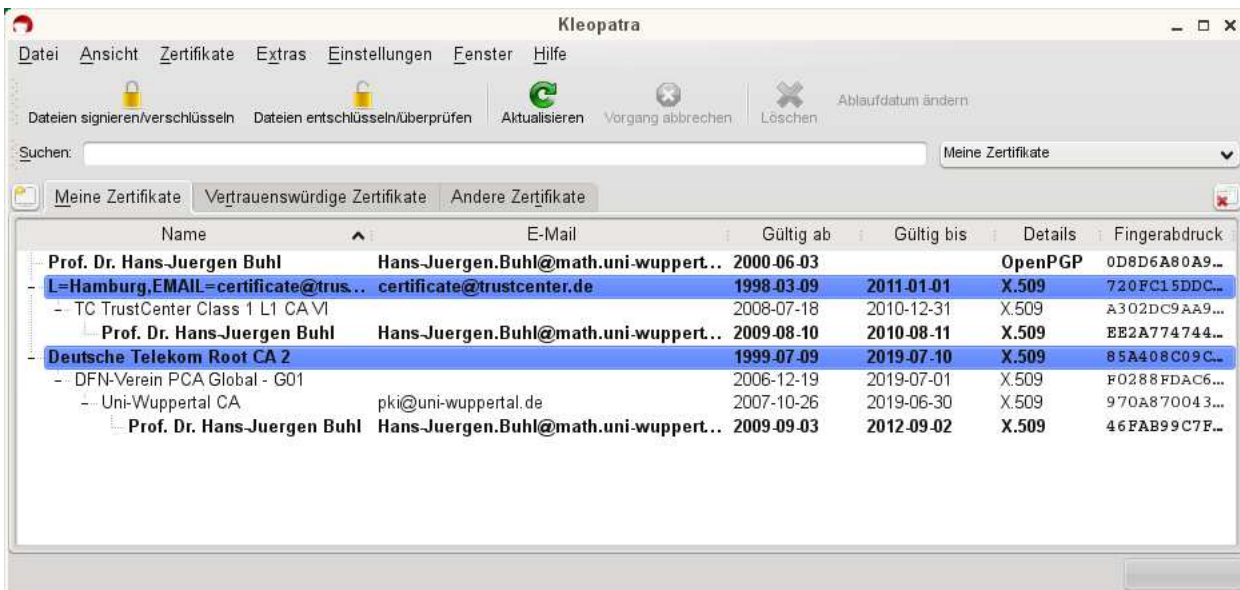 Kleopatra
Datei Ansicht Zertifikate Extras Einstellungen Fenster Hilfe
Dateien signieren/verschlüsseln Dateien entschlüsseln/überprüfen Aktualisieren Vorgang abbrechen Löschen Ablaufdatum ändern
Suchen: Meine Zertifikate
Meine Zertifikate Vertrauenswürdige Zertifikate Andere Zertifikate
Name E-Mail Gültig ab Gültig bis Details Fingerabdruck
Prof. Dr. Hans-Juergen Buhl Hans-Juergen.Buhl@math.uni-wuppert... 2000-06-03 OpenPGP 0D8D6A80A9...
L=Hamburg,EMAIL=certificate@trus... certificate@trustcenter.de 1998-03-09 2011-01-01 X.509 720FC15DDC...
TC TrustCenter Class 1 L1 CA VI 2008-07-18 2010-12-31 X.509 A302DC9AA9...
Prof. Dr. Hans-Juergen Buhl Hans-Juergen.Buhl@math.uni-wuppert... 2009-08-10 2010-08-11 X.509 EE2A774744...
Deutsche Telekom Root CA 2 1999-07-09 2019-07-10 X.509 85A408C09C...
DFN-Verein PCA Global - G01 2006-12-19 2019-07-01 X.509 F0288FDAC6...
Uni-Wuppertal CA pki@uni-wuppertal.de 2007-10-26 2019-06-30 X.509 970A870043...
Prof. Dr. Hans-Juergen Buhl Hans-Juergen.Buhl@math.uni-wuppert... 2009-09-03 2012-09-02 X.509 46FAB99C7F...